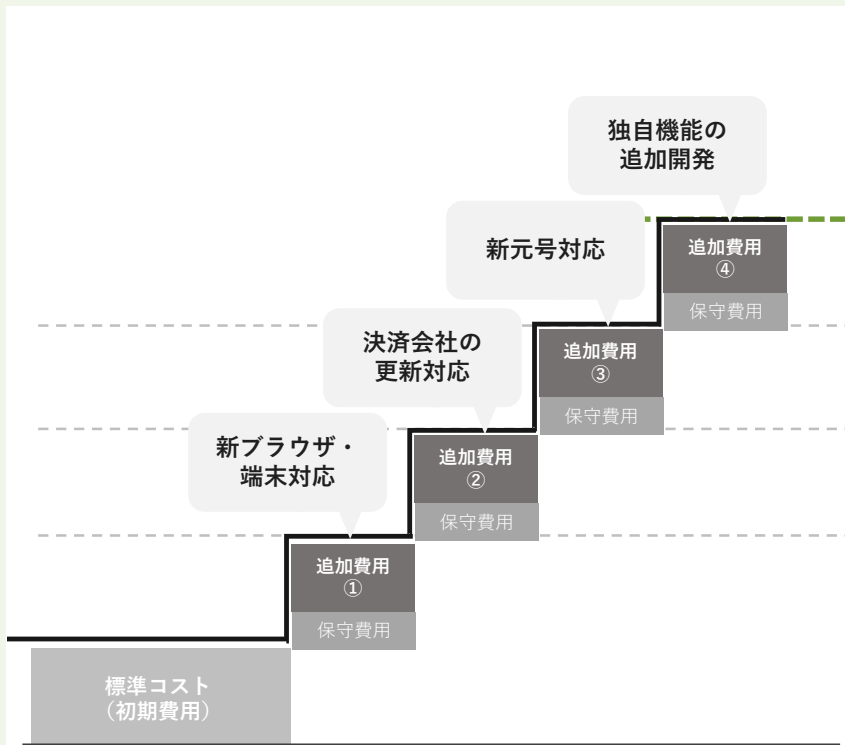 独自機能の
追加開発
新元号対応
追加費用
④
保守費用
決済会社の
更新対応
追加費用
③
保守費用
新ブラウザ・
端末対応
追加費用
②
保守費用
追加費用
①
保守費用
標準コスト
（初期費用）